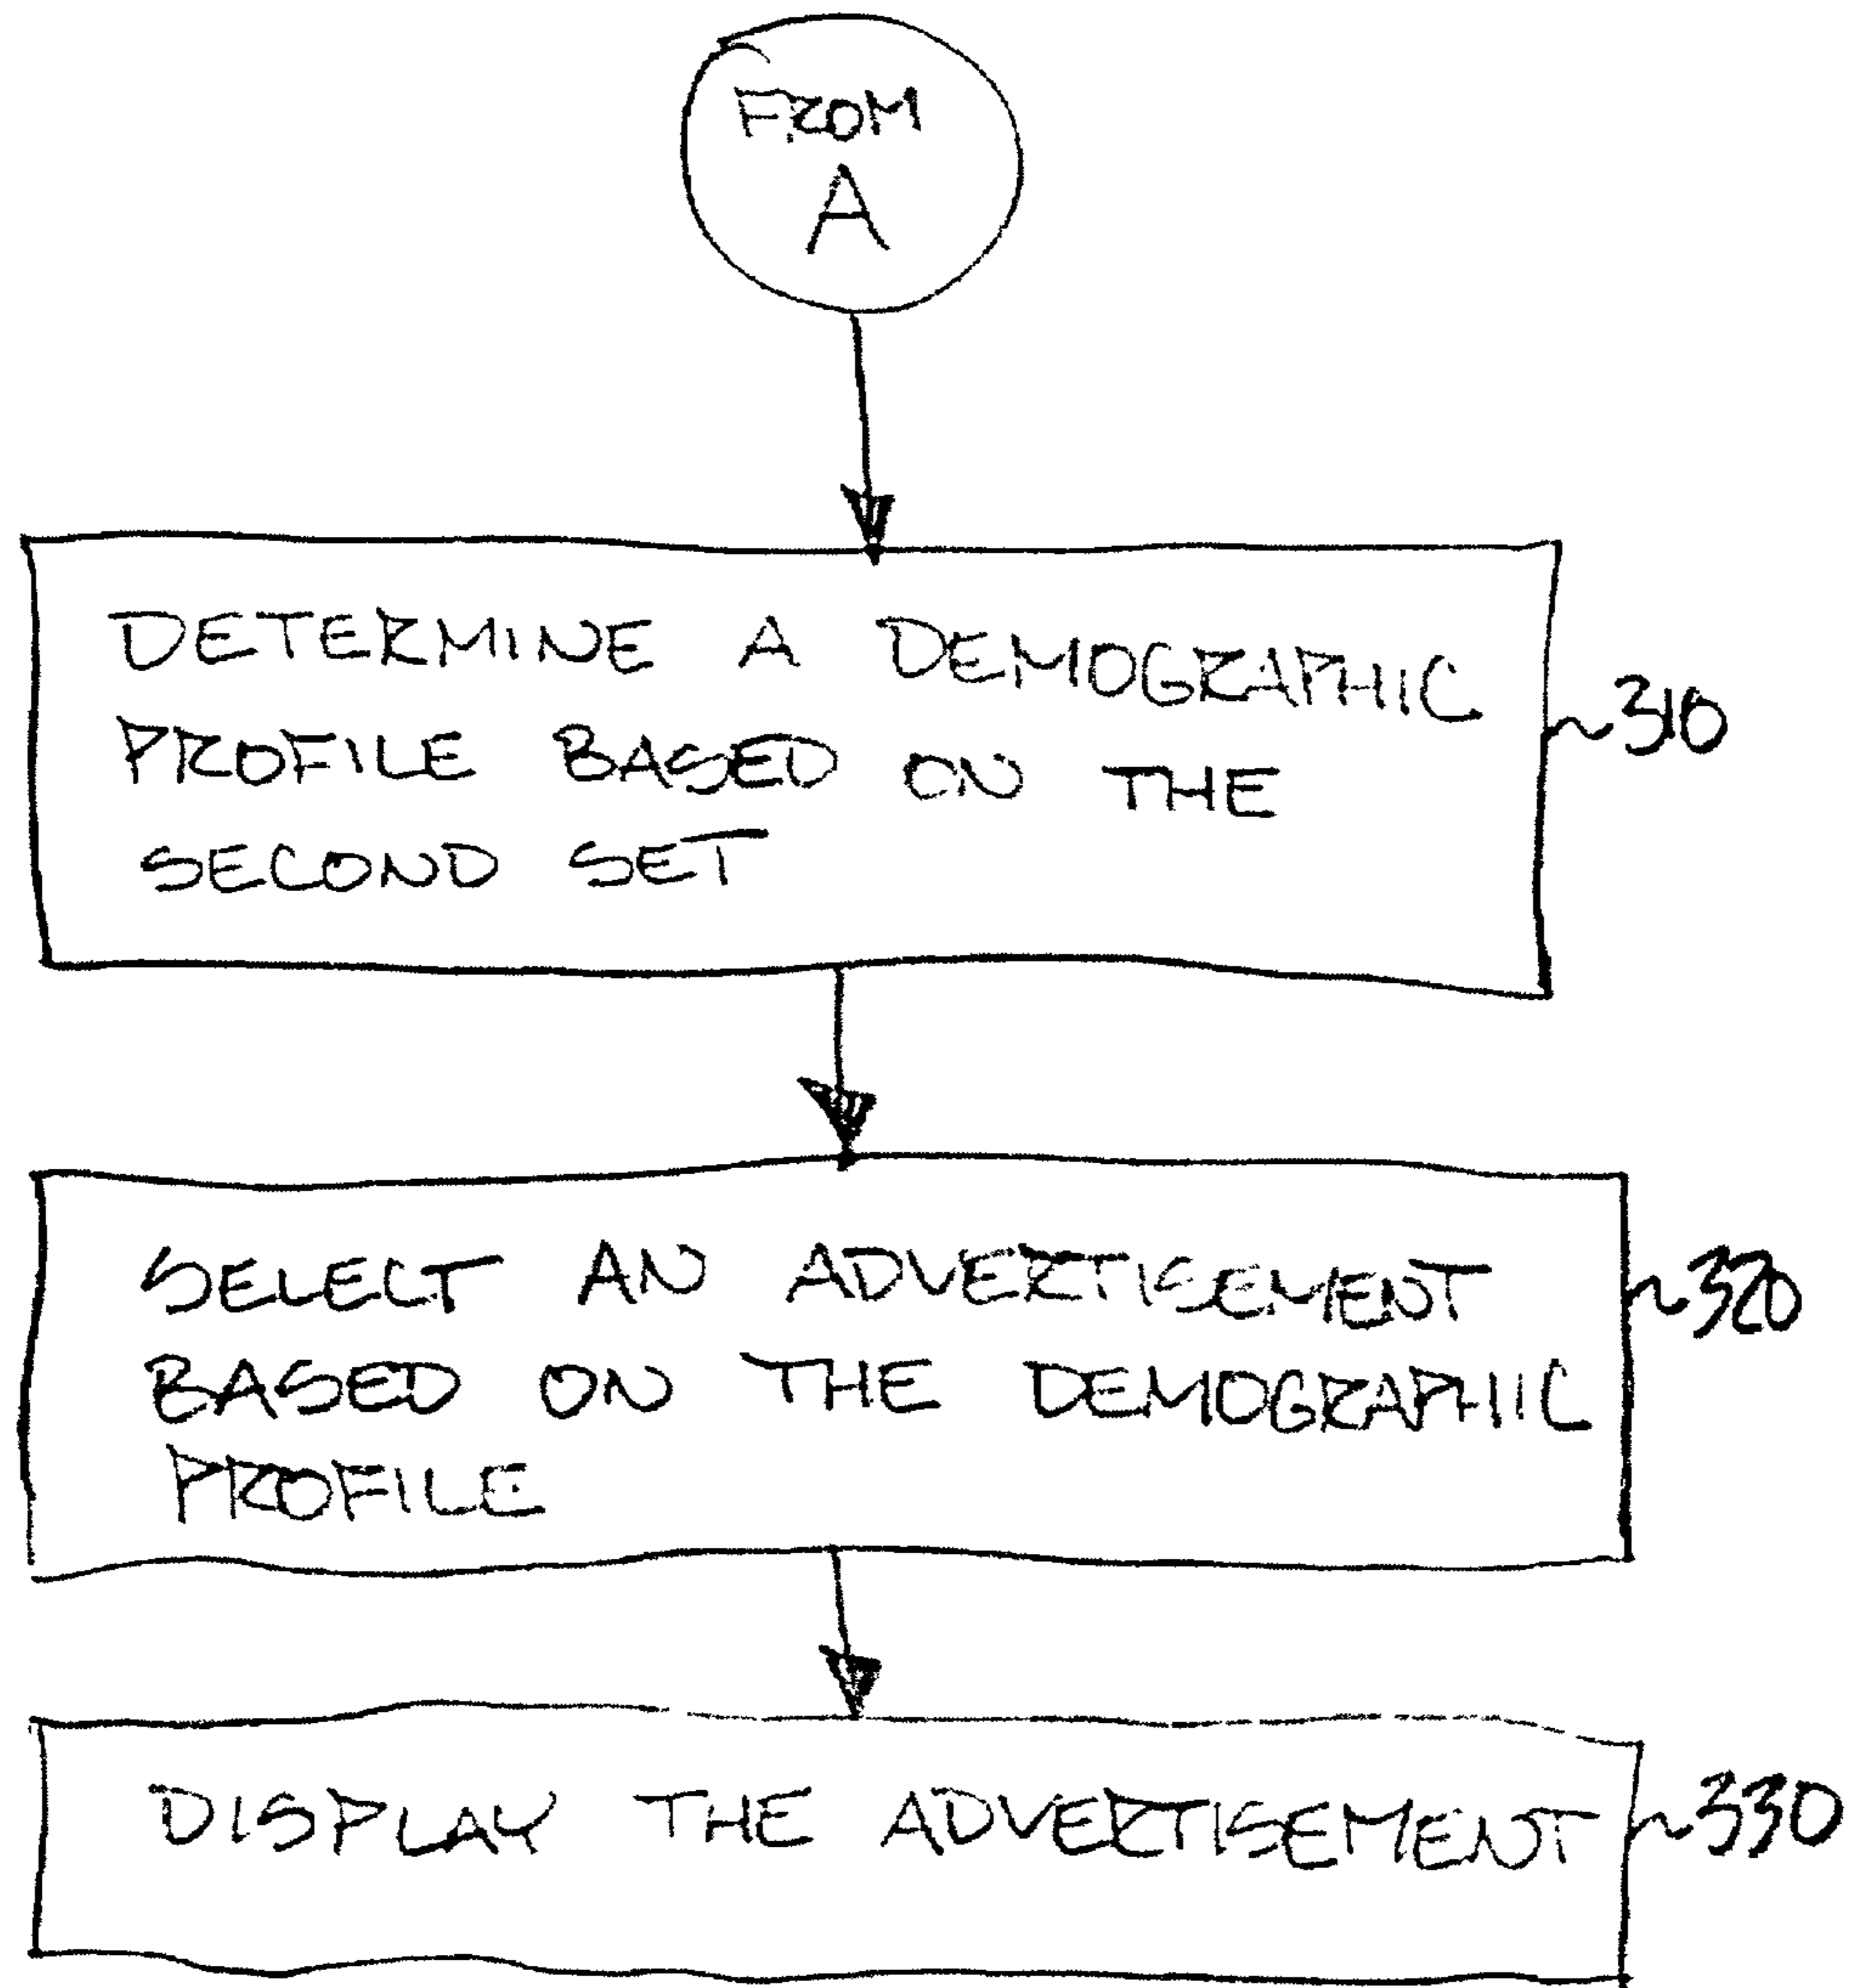 FROM
A
DETERMINE A DEMOGRAPHIC
PROFILE BASED ON THE
SECOND SET
~310
SELECT AN ADVERTISEMENT
BASED ON THE DEMOGRAPHIC
PROFILE
~320
DISPLAY THE ADVERTISEMENT
~330